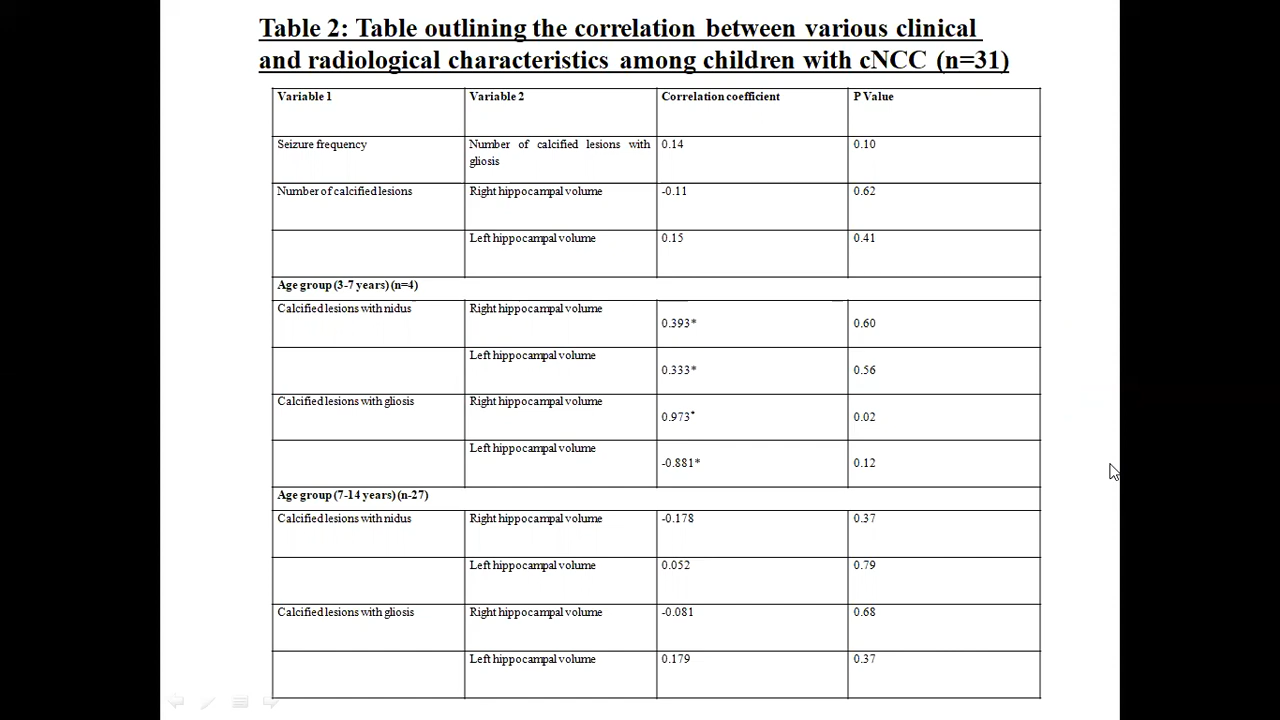 Table 2: Table outlining the correlation between various clinical
and radiological characteristics among children with cNCC (n=31)
Variable 1 Variable 2 Correlation coefficient P Value
Seizure frequency Number of calcified lesions with gliosis 0.14 0.10
Number of calcified lesions Right hippocampal volume -0.11 0.62
Left hippocampal volume 0.15 0.41
Age group (3-7 years) (n=4)
Calcified lesions with nidus Right hippocampal volume 0.393* 0.60
Left hippocampal volume 0.333* 0.56
Calcified lesions with gliosis Right hippocampal volume 0.973* 0.02
Left hippocampal volume -0.881* 0.12
Age group (7-14 years) (n-27)
Calcified lesions with nidus Right hippocampal volume -0.178 0.37
Left hippocampal volume 0.052 0.79
Calcified lesions with gliosis Right hippocampal volume -0.081 0.68
Left hippocampal volume 0.179 0.37